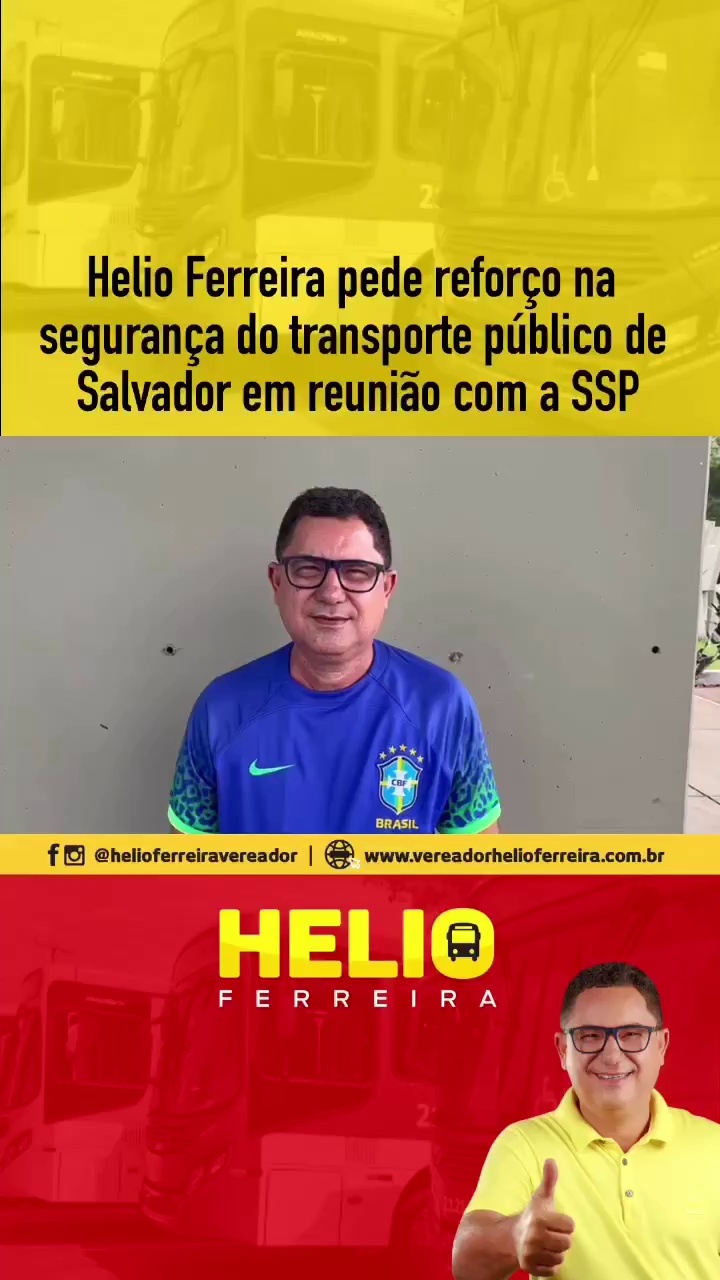 Helio Ferreira pede reforço na
segurança do transporte público de
Salvador em reunião com a SSP
CBF
BRASIL
@helioferreiravereador | www.vereadorhelioferreira.com.br
HELIO
FERREIRA